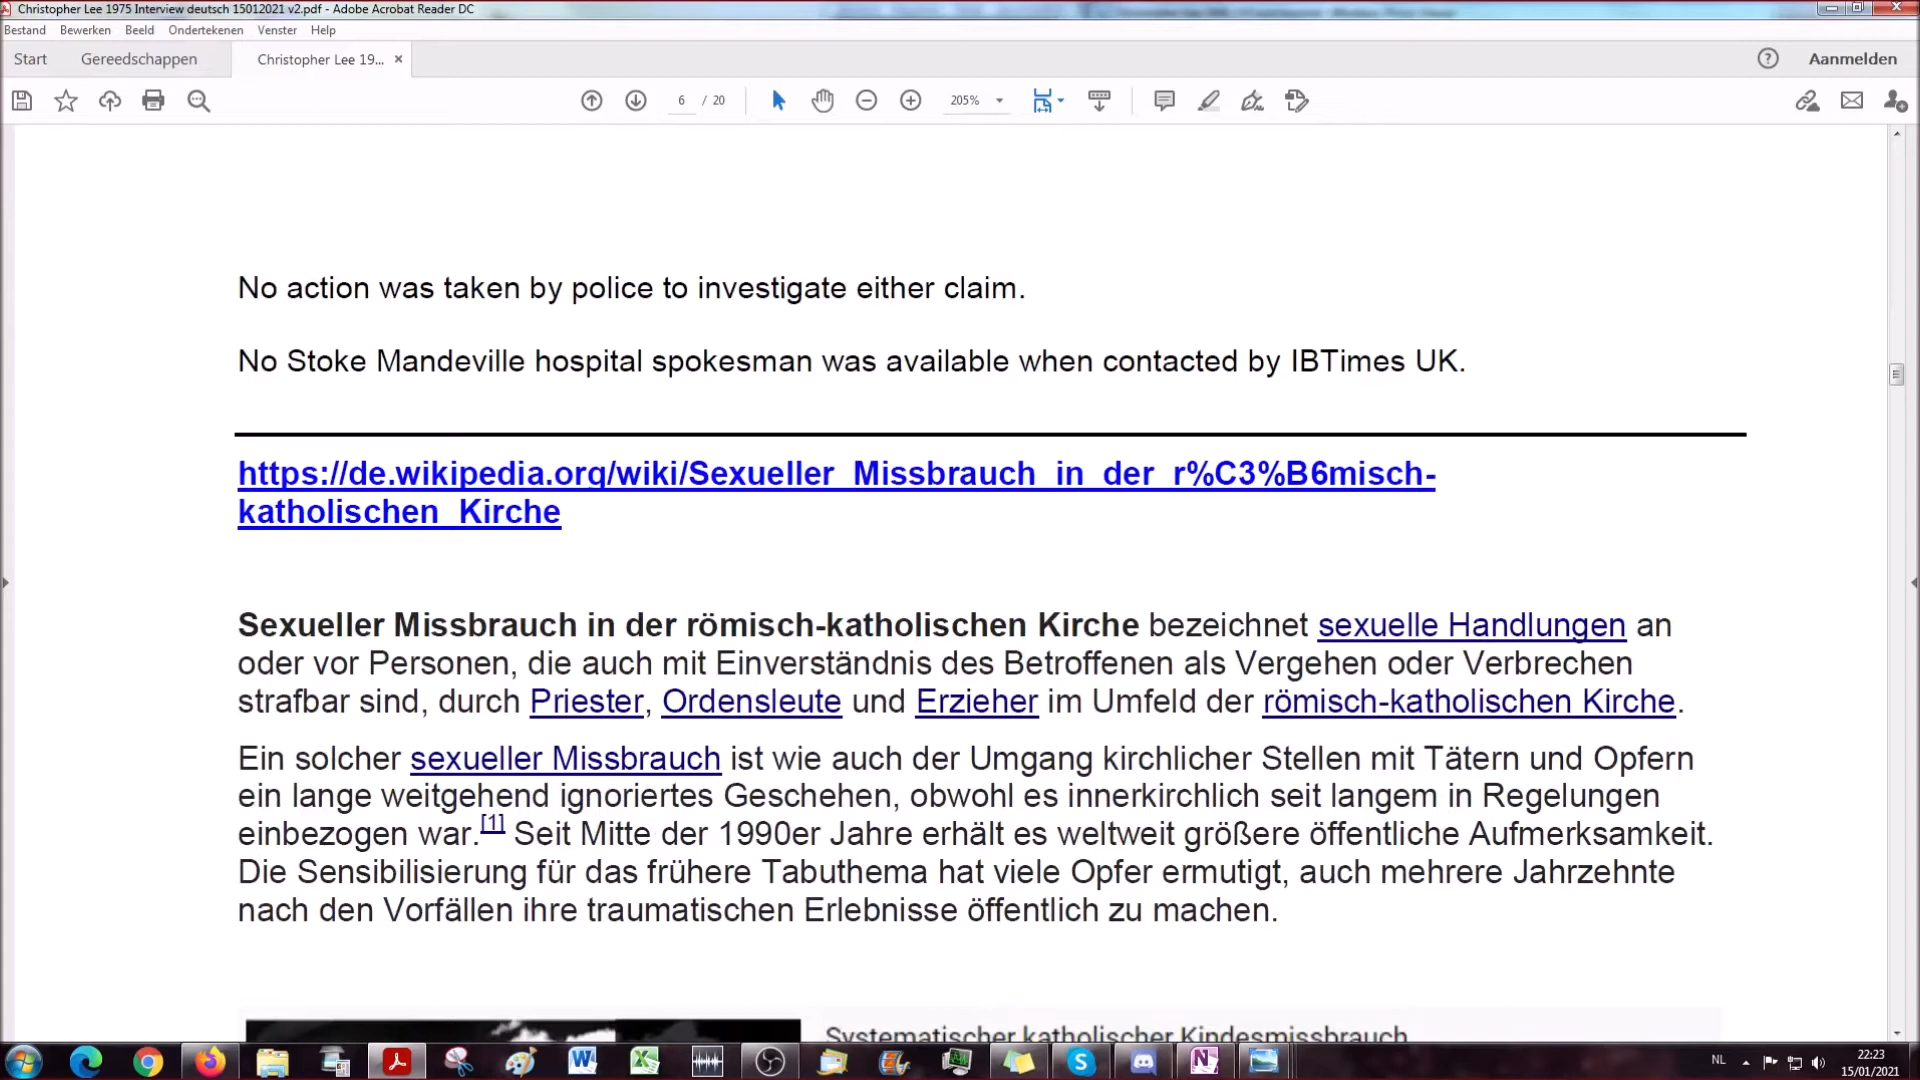 Christopher Lee 1975 Interview deutsch 15012021 v2.pdf - Adobe Acrobat Reader DC
Bestand Bewerken Beeld Ondertekenen Venster Help
Start Gereedschappen Christopher Lee 19... × Aanmelden
6 / 20 205%
No action was taken by police to investigate either claim.
No Stoke Mandeville hospital spokesman was available when contacted by IBTimes UK.
https://de.wikipedia.org/wiki/Sexueller_Missbrauch_in_der_r%C3%B6misch-
katholischen_Kirche
Sexueller Missbrauch in der römisch-katholischen Kirche bezeichnet sexuelle Handlungen an
oder vor Personen, die auch mit Einverständnis des Betroffenen als Vergehen oder Verbrechen
strafbar sind, durch Priester, Ordensleute und Erzieher im Umfeld der römisch-katholischen Kirche.
Ein solcher sexueller Missbrauch ist wie auch der Umgang kirchlicher Stellen mit Tätern und Opfern
ein lange weitgehend ignoriertes Geschehen, obwohl es innerkirchlich seit langem in Regelungen
einbezogen war.[1] Seit Mitte der 1990er Jahre erhält es weltweit größere öffentliche Aufmerksamkeit.
Die Sensibilisierung für das frühere Tabuthema hat viele Opfer ermutigt, auch mehrere Jahrzehnte
nach den Vorfällen ihre traumatischen Erlebnisse öffentlich zu machen.
Systematischer katholischer Kindesmissbrauch
NL 22:23
15/01/2021